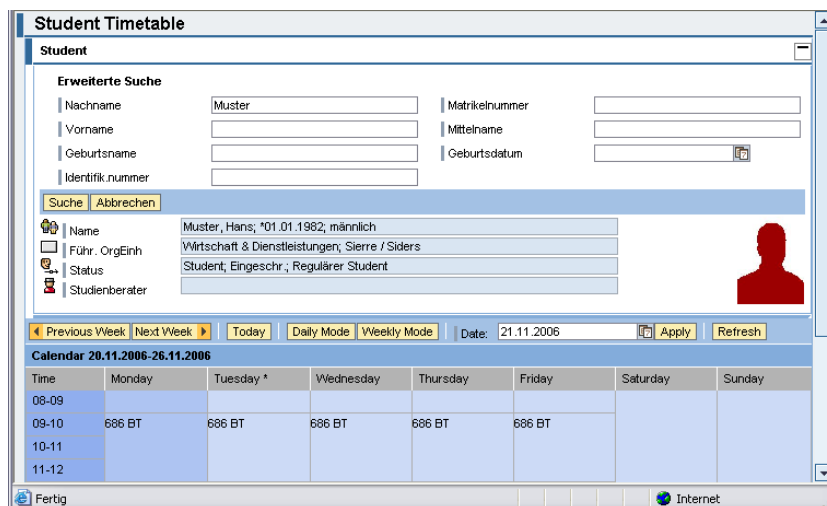 Student Timetable
Student
Erweiterte Suche
Nachname Muster Matrikelnummer
Vorname Mittelname
Geburtsname Geburtsdatum
Identifik.nummer
Suche Abbrechen
Name Muster, Hans; *01.01.1982; männlich
Führ. OrgEinh Wirtschaft & Dienstleistungen; Sierre / Siders
Status Student; Eingeschr.; Regulärer Student
Studienberater
Previous Week Next Week Today Daily Mode Weekly Mode Date: 21.11.2006 Apply Refresh
Calendar 20.11.2006-26.11.2006
Time Monday Tuesday * Wednesday Thursday Friday Saturday Sunday
08-09
09-10 686 BT 686 BT 686 BT 686 BT 686 BT
10-11
11-12
Fertig Internet